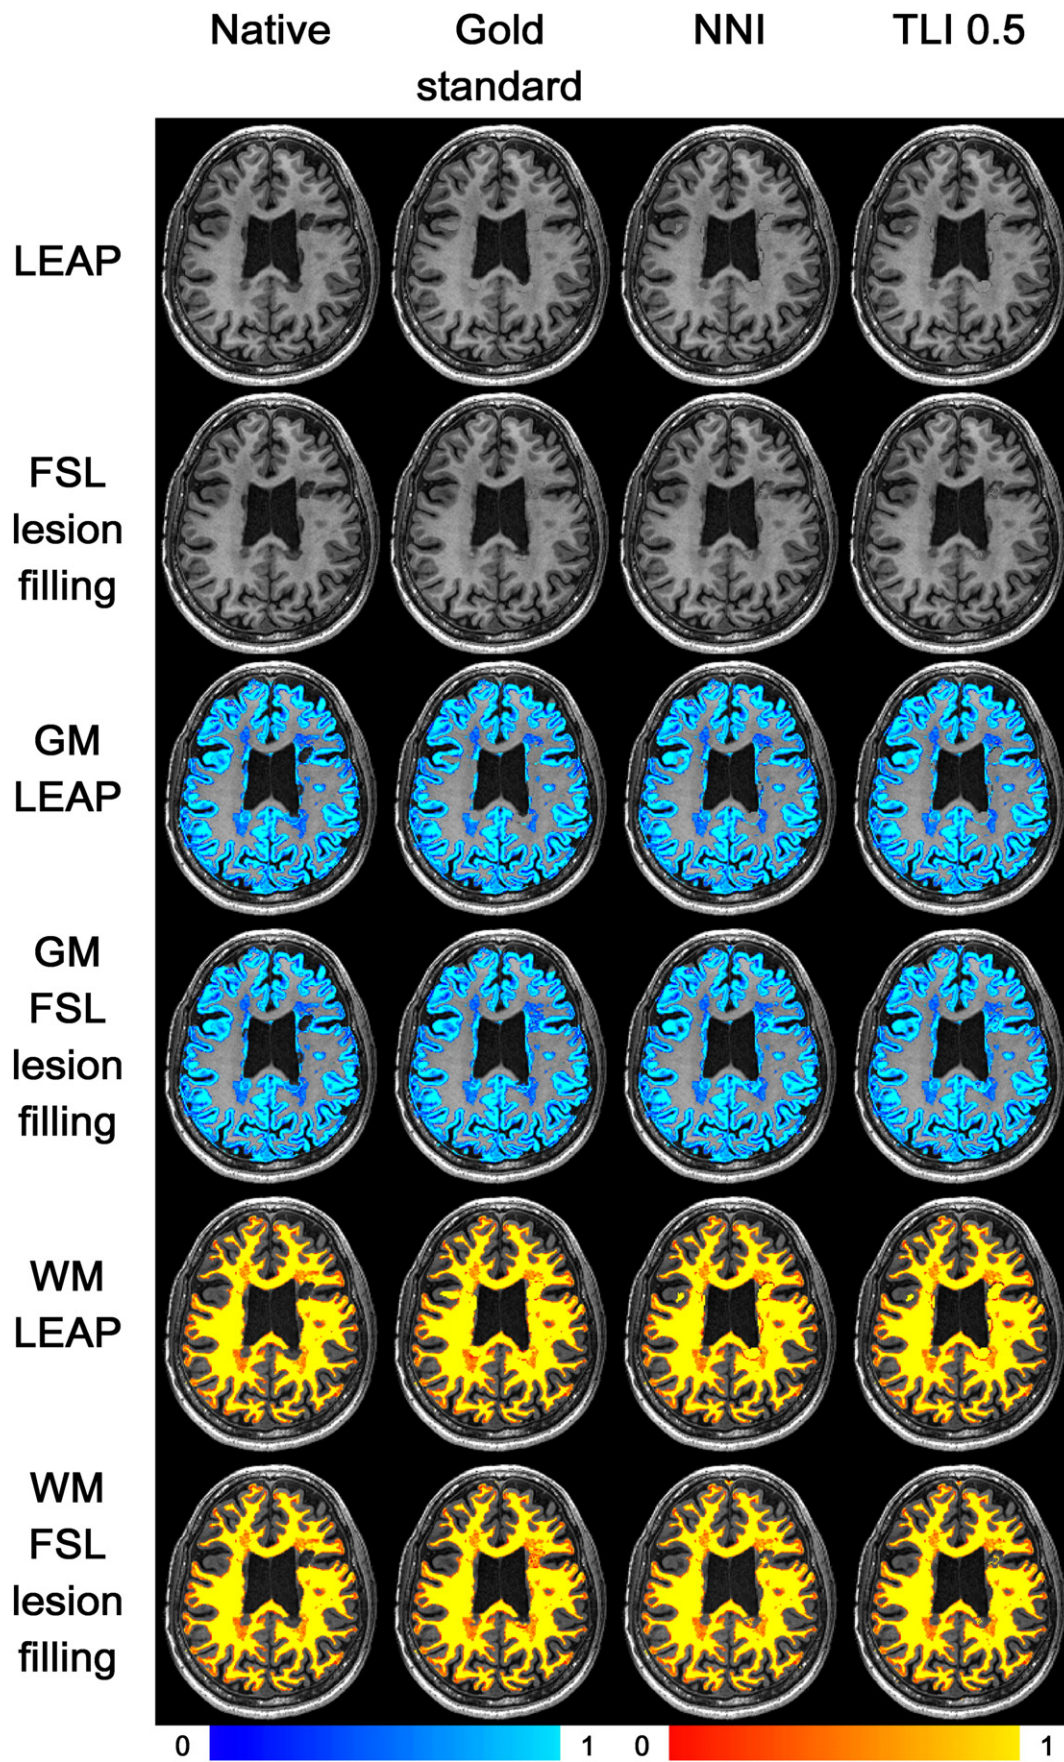 Native Gold NNI TLI 0.5
standard
LEAP
FSL
lesion
filling
GM
LEAP
GM
FSL
lesion
filling
WM
LEAP
WM
FSL
lesion
filling
0 1 0 1